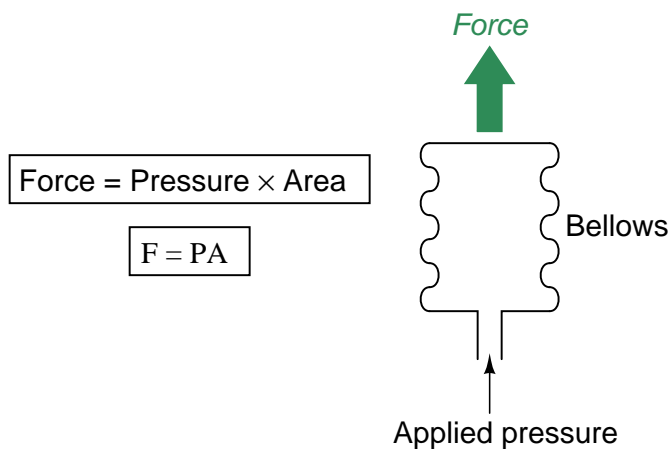 Force
Force = Pressure × Area
Bellows
F = PA
Applied pressure